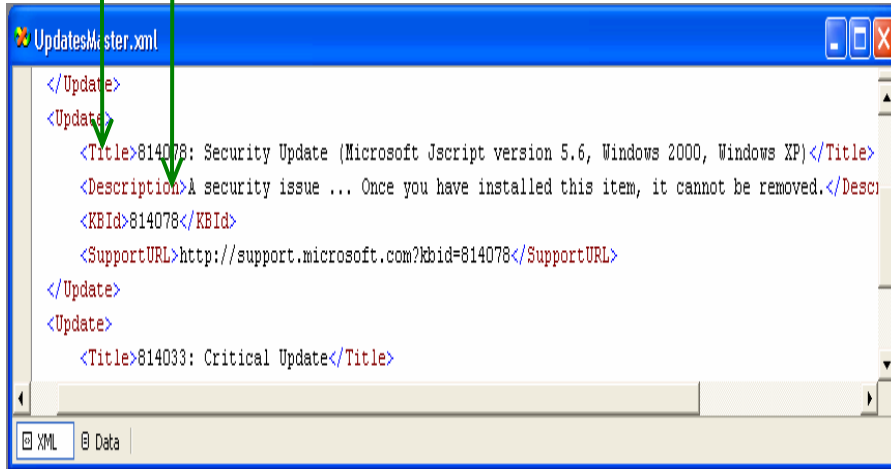 UpdatesMaster.xml
</Update>
<Update>
<Title>814078: Security Update (Microsoft Jscript version 5.6, Windows 2000, Windows XP)</Title>
<Description>A security issue ... Once you have installed this item, it cannot be removed.</Descr
<KBId>814078</KBId>
<SupportURL>http://support.microsoft.com?kbid=814078</SupportURL>
</Update>
<Update>
<Title>814033: Critical Update</Title>
XML Data